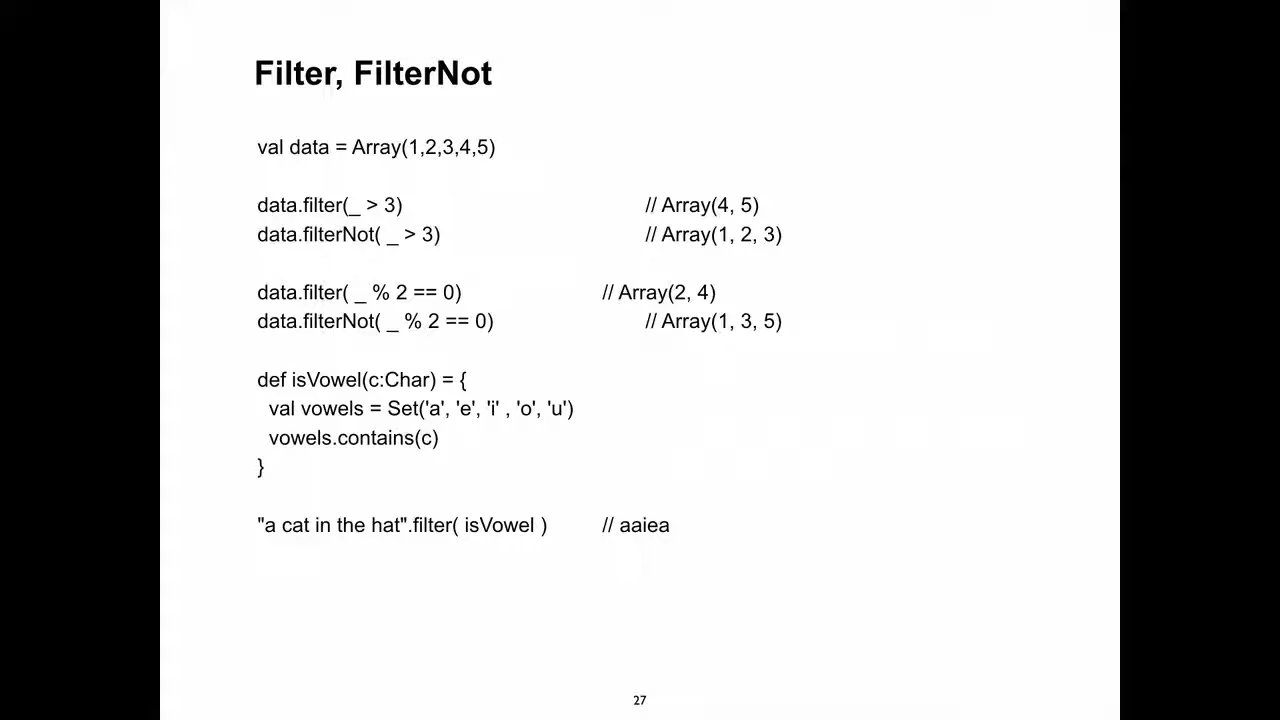 Filter, FilterNot
val data = Array(1,2,3,4,5)
data.filter(_ > 3) // Array(4, 5)
data.filterNot( _ > 3) // Array(1, 2, 3)
data.filter( _ % 2 == 0) // Array(2, 4)
data.filterNot( _ % 2 == 0) // Array(1, 3, 5)
def isVowel(c:Char) = {
val vowels = Set('a', 'e', 'i' , 'o', 'u')
vowels.contains(c)
}
"a cat in the hat".filter( isVowel ) // aaiea
27